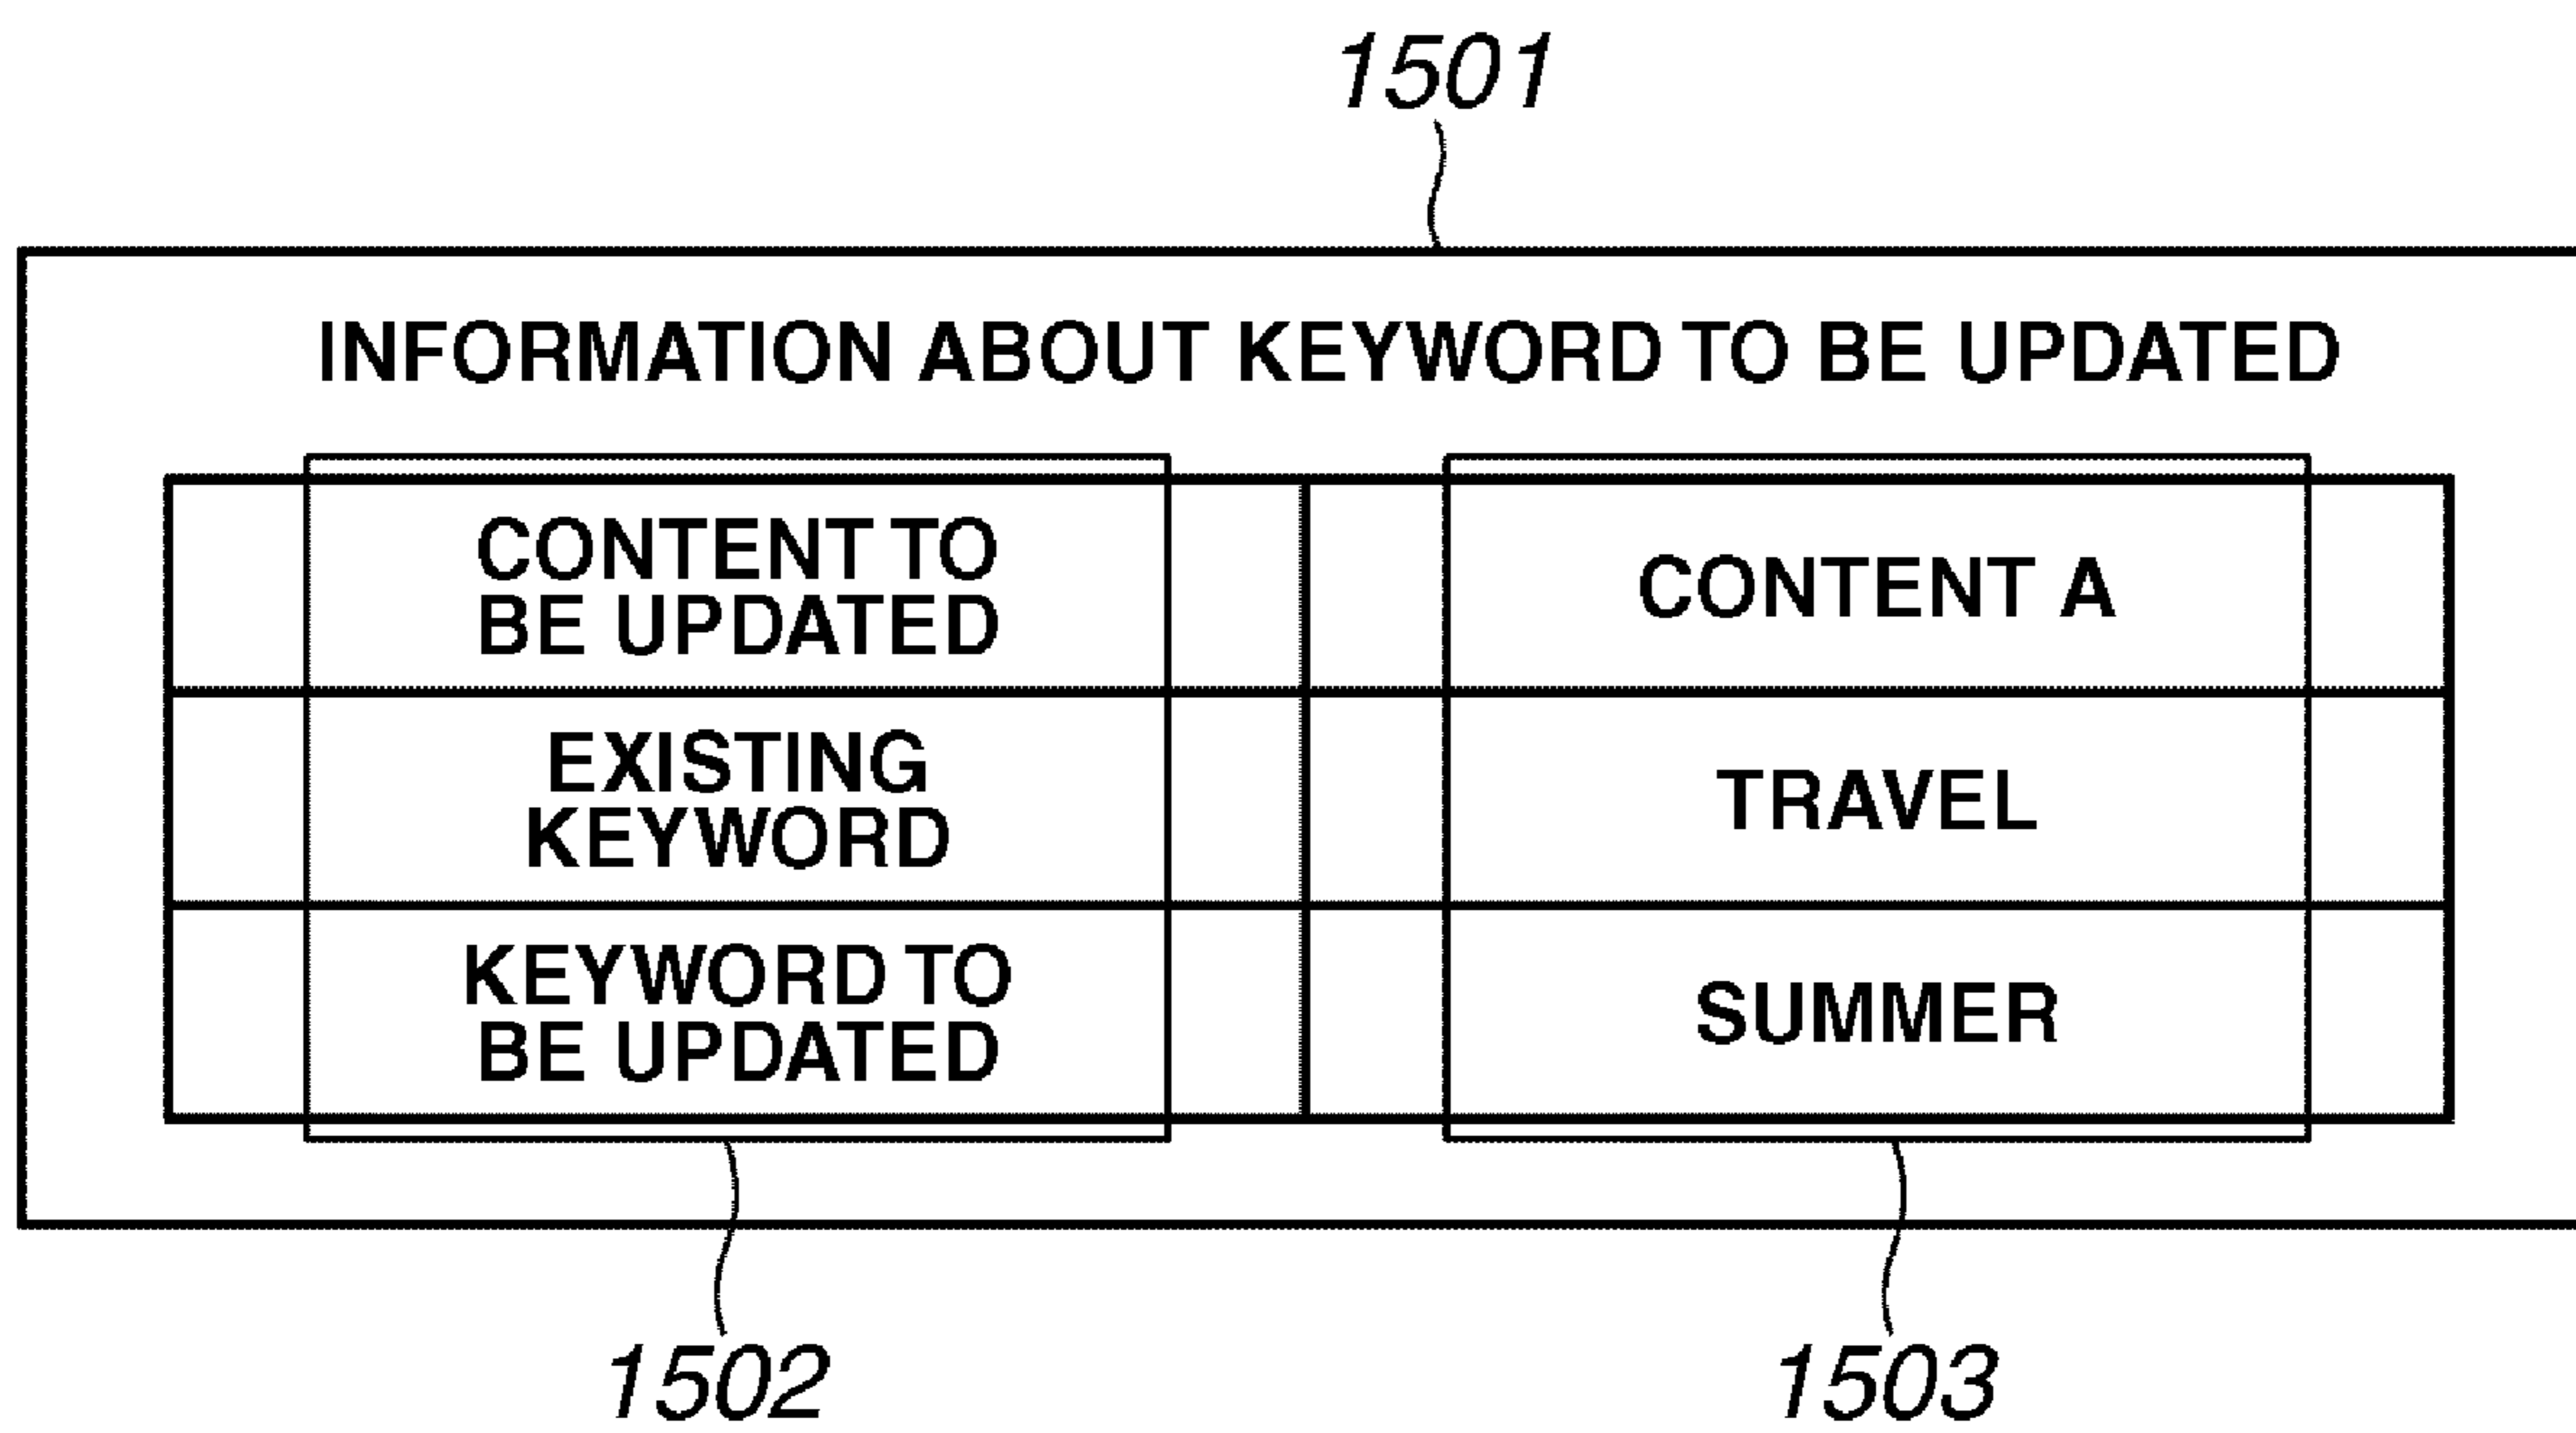 1501
INFORMATION ABOUT KEYWORD TO BE UPDATED
CONTENT TO
BE UPDATED
CONTENT A
EXISTING
KEYWORD
TRAVEL
KEYWORD TO
BE UPDATED
SUMMER
1502
1503